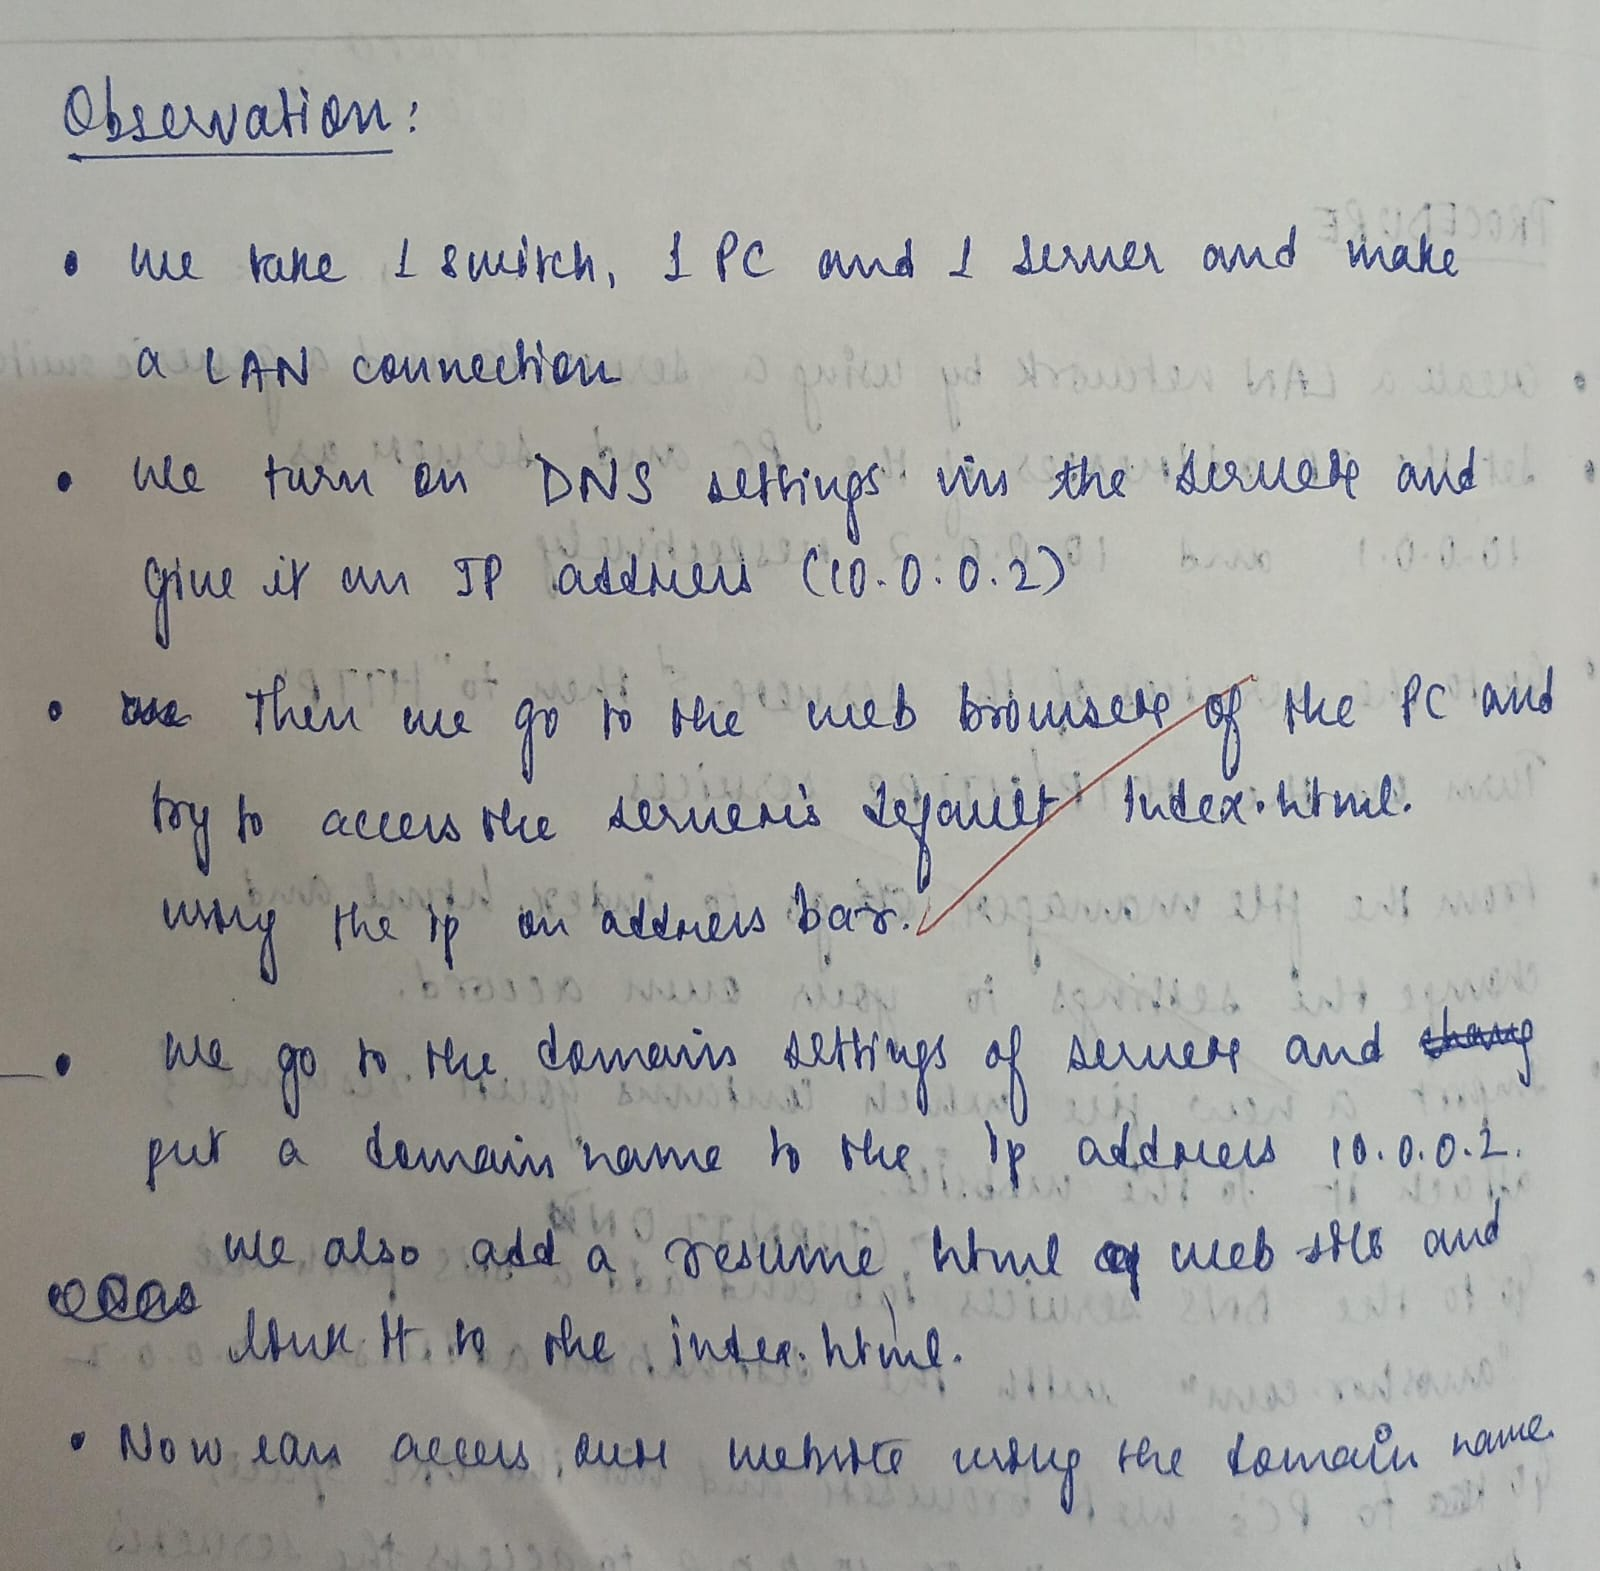 Observation:
• We take 1 switch, 1 PC and 1 server and make
a LAN connection
• We turn on DNS settings in the server and
give it an IP address (10.0.0.2)
• Then we go to the web browser of the PC and
try to access the server's default index.html.
using the ip on address bar.
• We go to the domain settings of server and chang
put a domain name to the ip address 10.0.0.2.
We also add a resume html web site and
link it to the index.html.
• Now can access our website using the domain name.